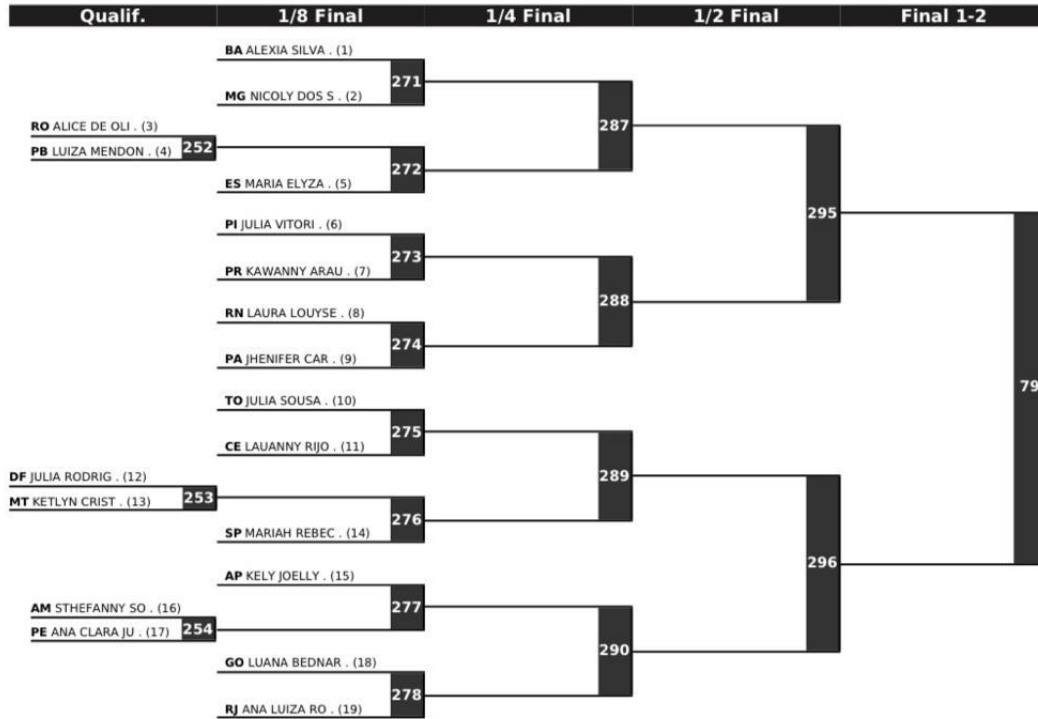 Qualif. 1/8 Final 1/4 Final 1/2 Final Final 1-2
BA ALEXIA SILVA . (1)
271
MG NICOLY DOS S . (2)
287
RO ALICE DE OLI . (3)
PB LUIZA MENDON . (4) 252
272
ES MARIA ELYZA . (5)
295
PI JULIA VITORI . (6)
273
PR KAWANNY ARAU . (7)
288
RN LAURA LOUYSE . (8)
274
PA JHENIFER CAR . (9)
79
TO JULIA SOUSA . (10)
275
CE LAUANNY RIJO . (11)
289
DF JULIA RODRIG . (12)
MT KETLYN CRIST . (13) 253
276
SP MARIAH REBEC . (14)
296
AP KELY JOELLY . (15)
277
AM STHEFANNY SO . (16)
PE ANA CLARA JU . (17) 254
290
GO LUANA BEDNAR . (18)
278
RJ ANA LUIZA RO . (19)